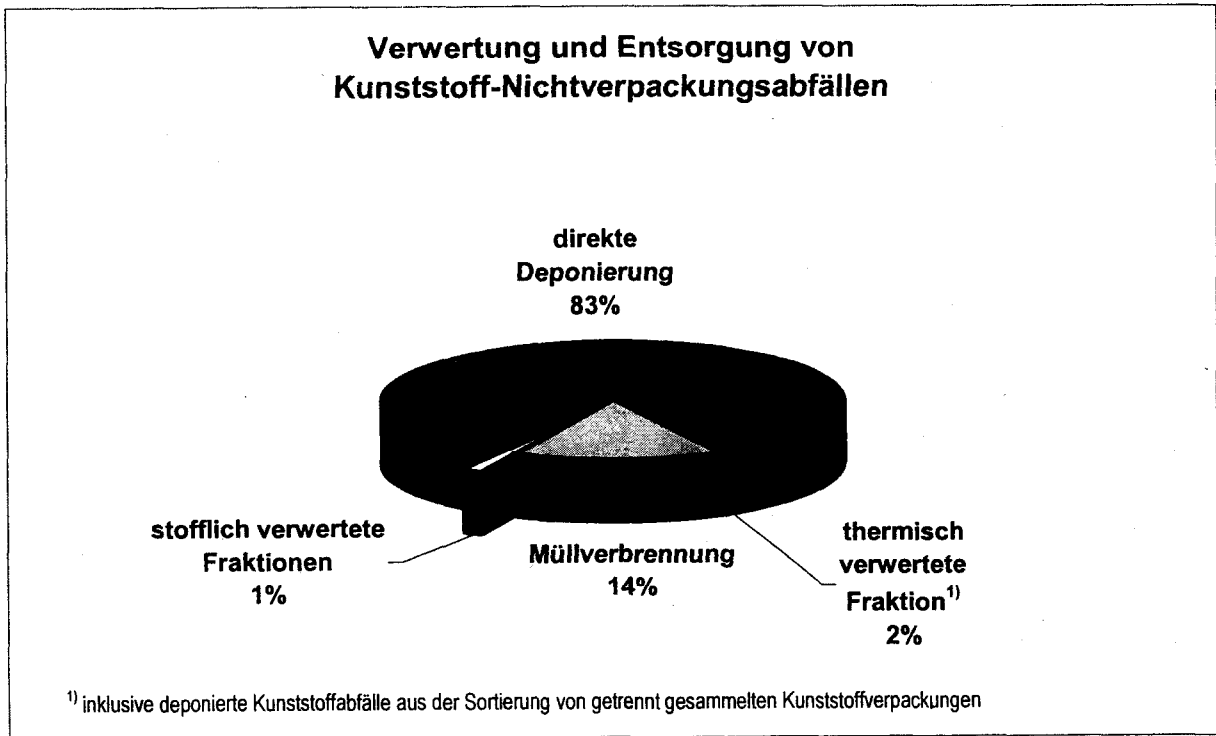 Verwertung und Entsorgung von
Kunststoff-Nichtverpackungsabfällen
direkte
Deponierung
83%
stofflich verwertete
Fraktionen
1%
Müllverbrennung
14%
thermisch
verwertete
Fraktion¹⁾
2%
¹⁾ inklusive deponierte Kunststoffabfälle aus der Sortierung von getrennt gesammelten Kunststoffverpackungen